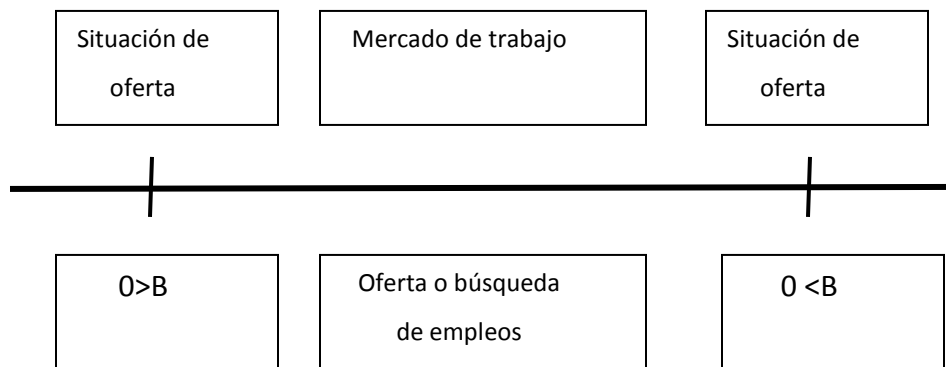 Situación de
oferta
Mercado de trabajo
Situación de
oferta
0>B
Oferta o búsqueda
de empleos
0 <B